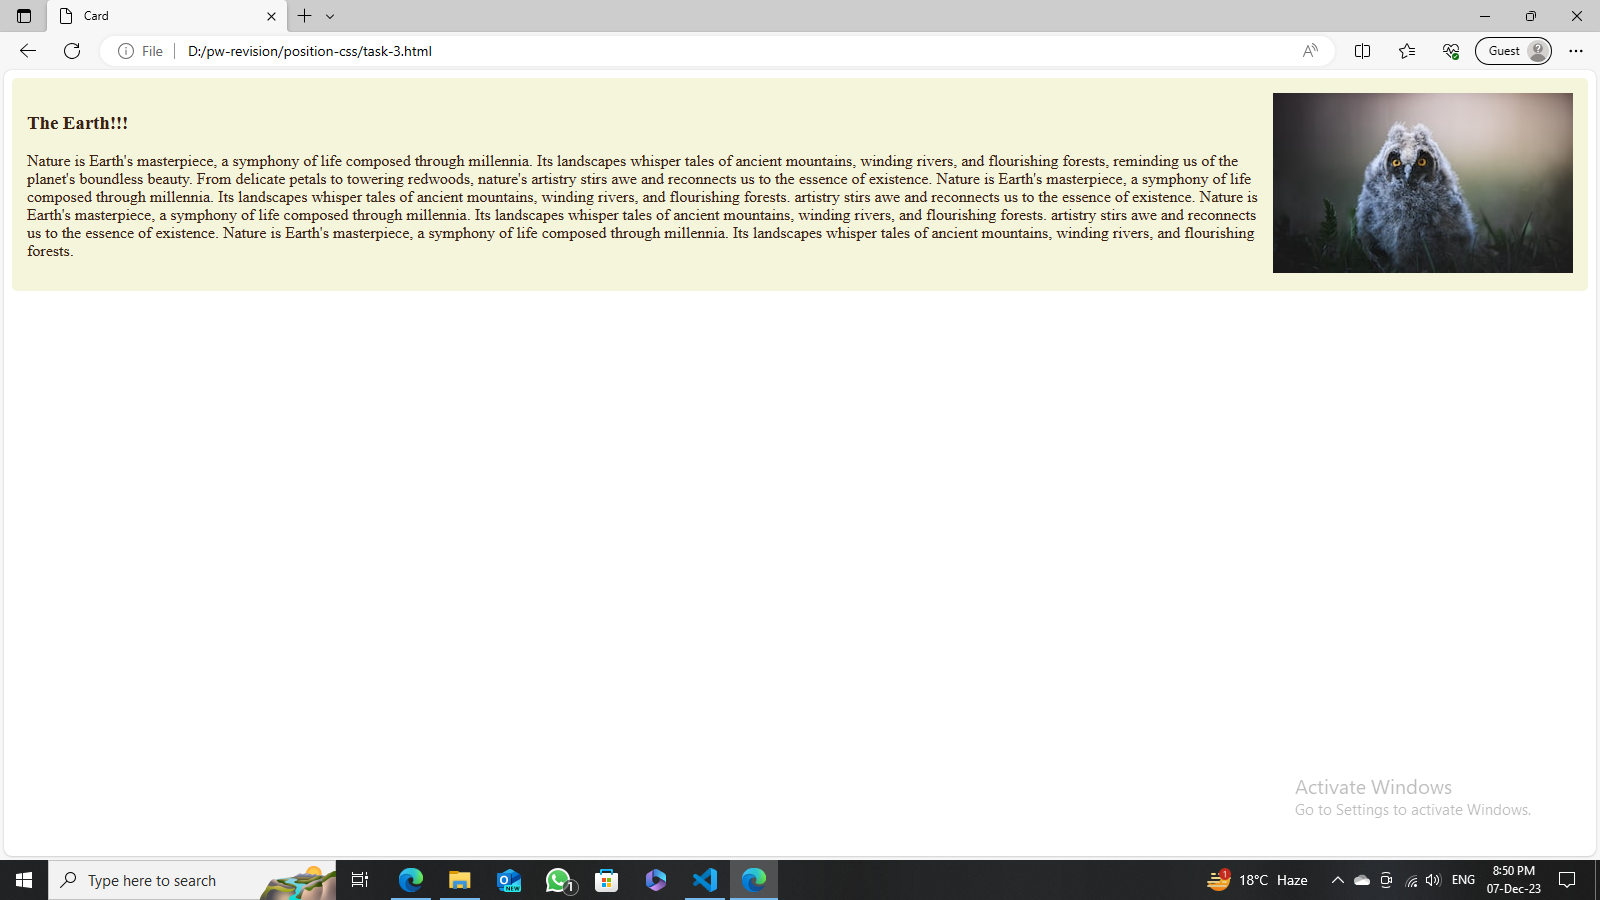 Card
File
D:/pw-revision/position-css/task-3.html
Guest
The Earth!!!
Nature is Earth's masterpiece, a symphony of life composed through millennia. Its landscapes whisper tales of ancient mountains, winding rivers, and flourishing forests, reminding us of the
planet's boundless beauty. From delicate petals to towering redwoods, nature's artistry stirs awe and reconnects us to the essence of existence. Nature is Earth's masterpiece, a symphony of life
composed through millennia. Its landscapes whisper tales of ancient mountains, winding rivers, and flourishing forests. artistry stirs awe and reconnects us to the essence of existence. Nature is
Earth's masterpiece, a symphony of life composed through millennia. Its landscapes whisper tales of ancient mountains, winding rivers, and flourishing forests. artistry stirs awe and reconnects
us to the essence of existence. Nature is Earth's masterpiece, a symphony of life composed through millennia. Its landscapes whisper tales of ancient mountains, winding rivers, and flourishing
forests.
Activate Windows
Go to Settings to activate Windows.
Type here to search
NEW
1
1
18°C Haze
ENG
8:50 PM
07-Dec-23